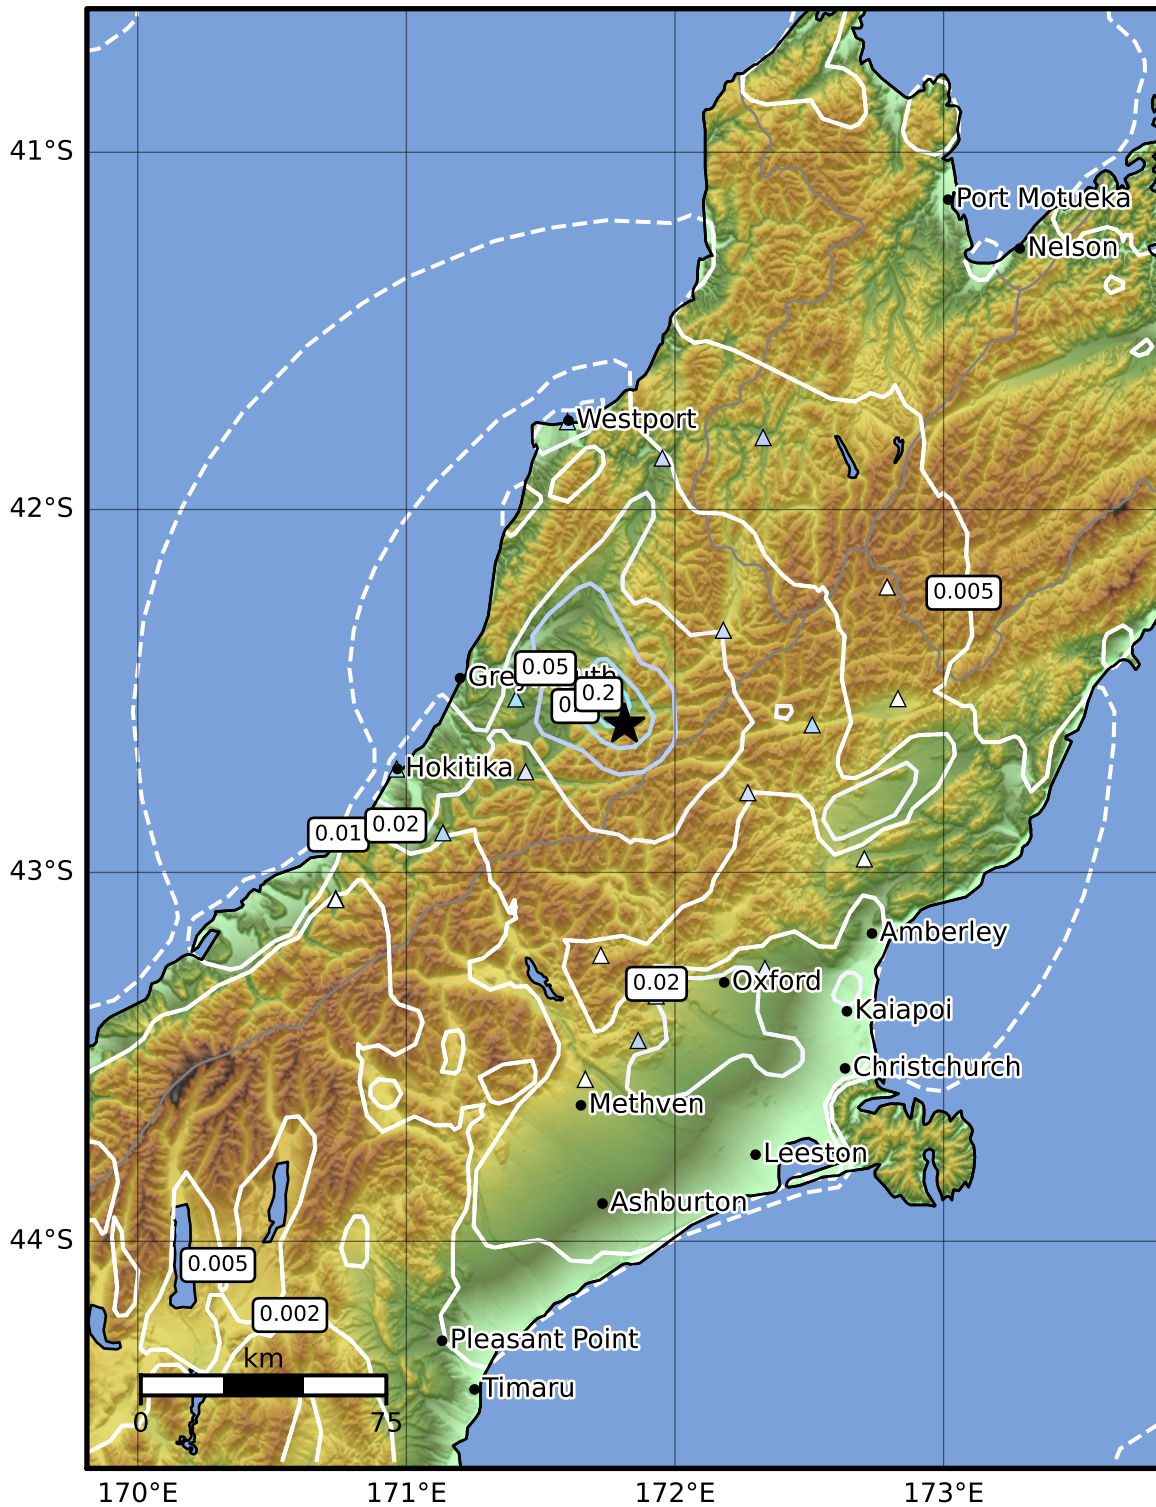 41°S
Port Motueka
Nelson
Westport
42°S
0.005
0.05
0.2
Hokitika
0.01
0.02
43°S
Amberley
0.02
Oxford
Kaiapoi
Christchurch
Methven
Leeston
Ashburton
44°S
0.005
0.002
Pleasant Point
km
Timaru
0
75
170°E
171°E
172°E
173°E